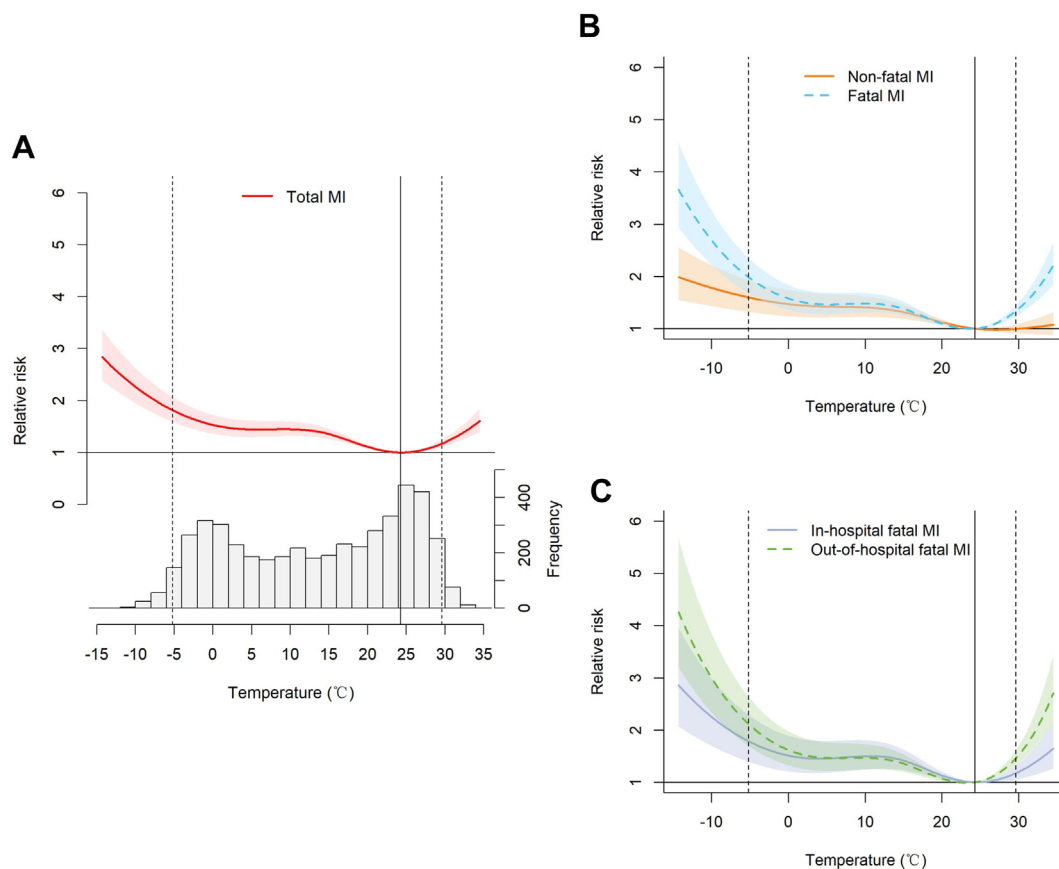 A
Total MI
Relative risk
6
5
4
3
2
1
0
Frequency
400
200
0
-15 -10 -5 0 5 10 15 20 25 30 35
Temperature (℃)
B
Non-fatal MI
Fatal MI
Relative risk
6
5
4
3
2
1
-10 0 10 20 30
Temperature (℃)
C
In-hospital fatal MI
Out-of-hospital fatal MI
Relative risk
6
5
4
3
2
1
-10 0 10 20 30
Temperature (℃)